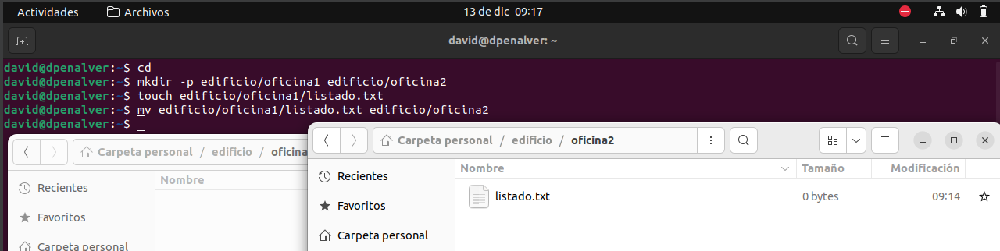 Actividades Archivos 13 de dic 09:17
david@dpenalver: ~
david@dpenalver:~$ cd
david@dpenalver:~$ mkdir -p edificio/oficina1 edificio/oficina2
david@dpenalver:~$ touch edificio/oficina1/listado.txt
david@dpenalver:~$ mv edificio/oficina1/listado.txt edificio/oficina2
david@dpenalver:~$
Carpeta personal / edificio / oficina
Nombre
Recientes
Favoritos
Carpeta personal
Carpeta personal / edificio / oficina2
Nombre Tamaño Modificación
listado.txt 0 bytes 09:14
Recientes
Favoritos
Carpeta personal